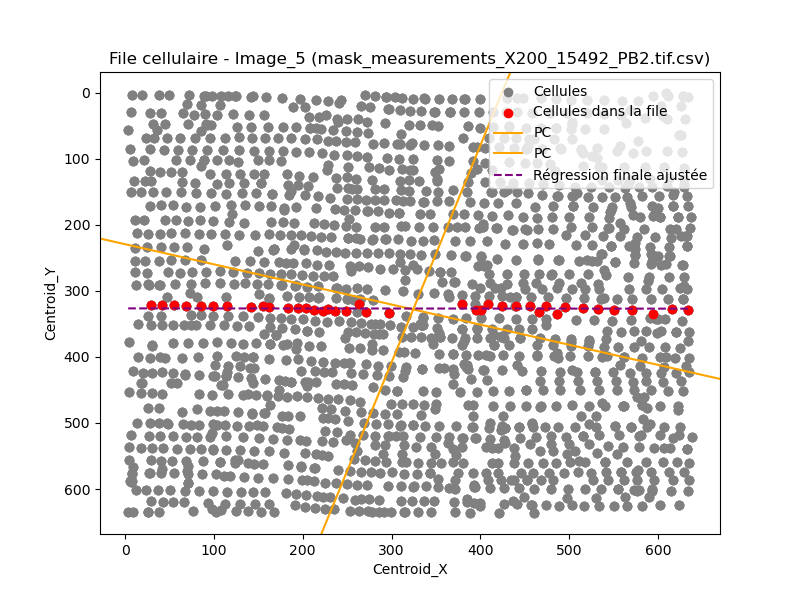 File cellulaire - Image_5 (mask_measurements_X200_15492_PB2.tif.csv)
Cellules
Cellules dans la file
PC
PC
Régression finale ajustée
Centroid_Y
0
100
200
300
400
500
600
0 100 200 300 400 500 600
Centroid_X